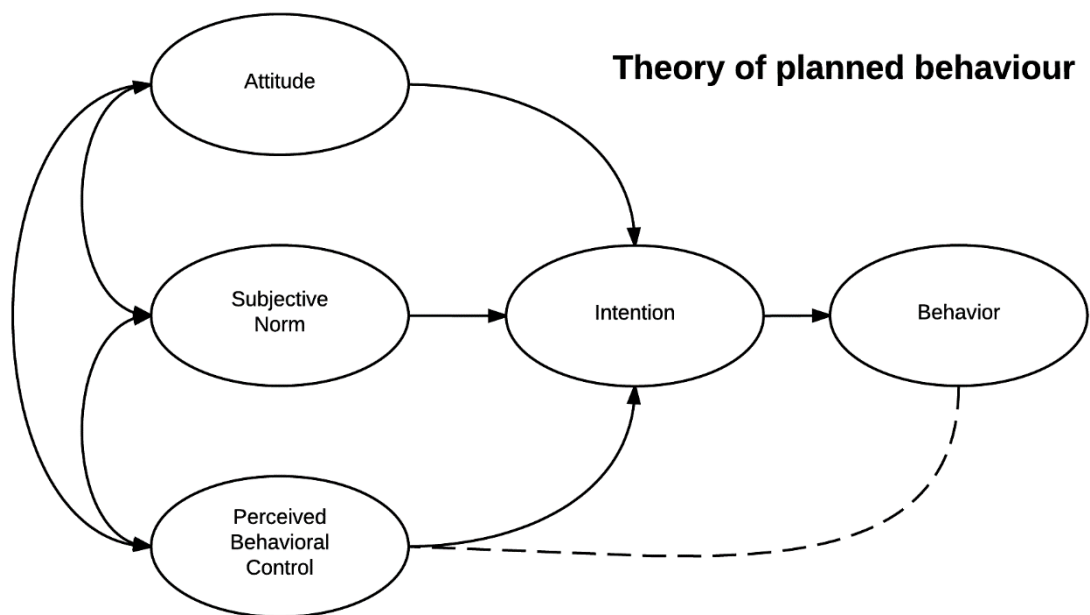 Theory of planned behaviour
Attitude
Subjective
Norm
Intention
Behavior
Perceived
Behavioral
Control